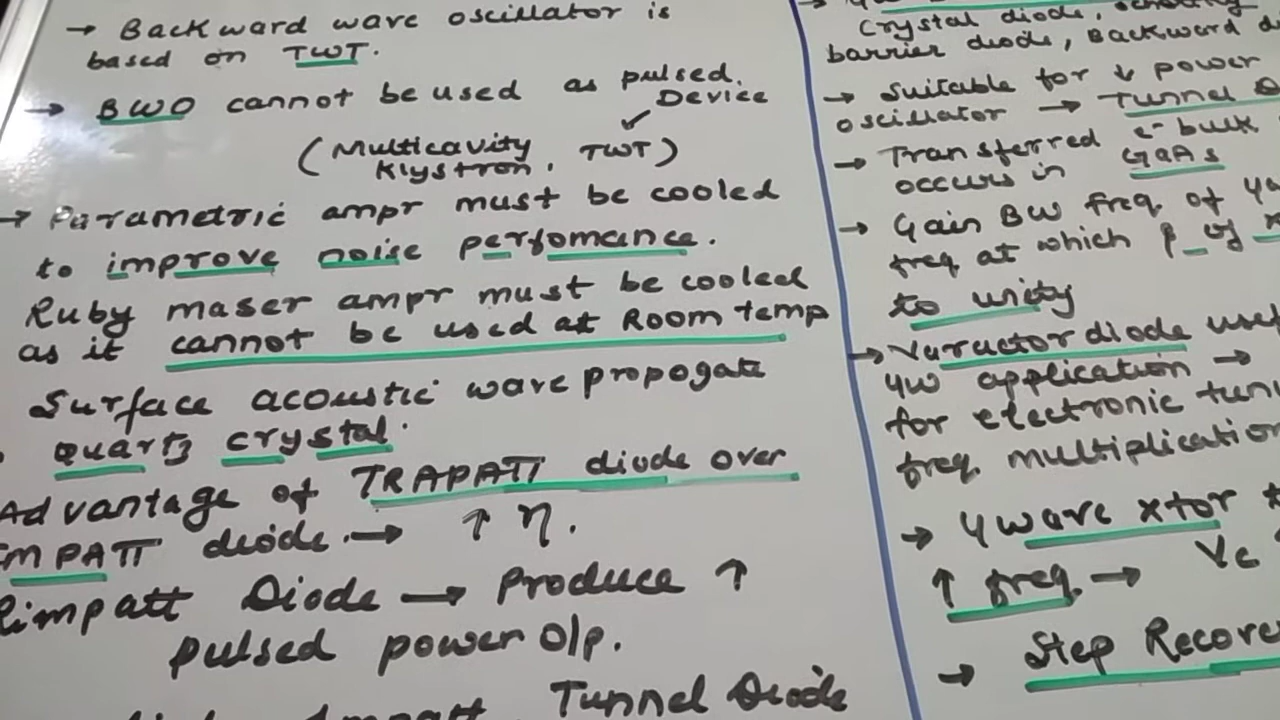 → Backward wave oscillator is
based on TWT.
→ BWO cannot be used as pulsed.
Device
(Multicavity
Klystron, TWT)
→ Parametric ampr must be cooled
to improve noise perfomance.
Ruby maser ampr must be cooled
as it cannot be used at Room temp
Surface acoustic wave propogate
quartz crystal.
Advantage of TRAPATT diode over
IMPATT diode. → ↑ η.
Rimpatt Diode → Produce ↑
pulsed power o/p.
Tunnel Diode
Crystal diode,
barrier diode, Backward
→ Suitable for ↓ power
oscillator → Tunnel
→ Transferred e- bulk
occurs in GaAs
→ Gain BW freq. of
freq at which β of
to unity
→ Varactor diode
μw application →
for electronic
freq. multiplication
→ μwave xtor
↑ freq. → Vc
→ Step